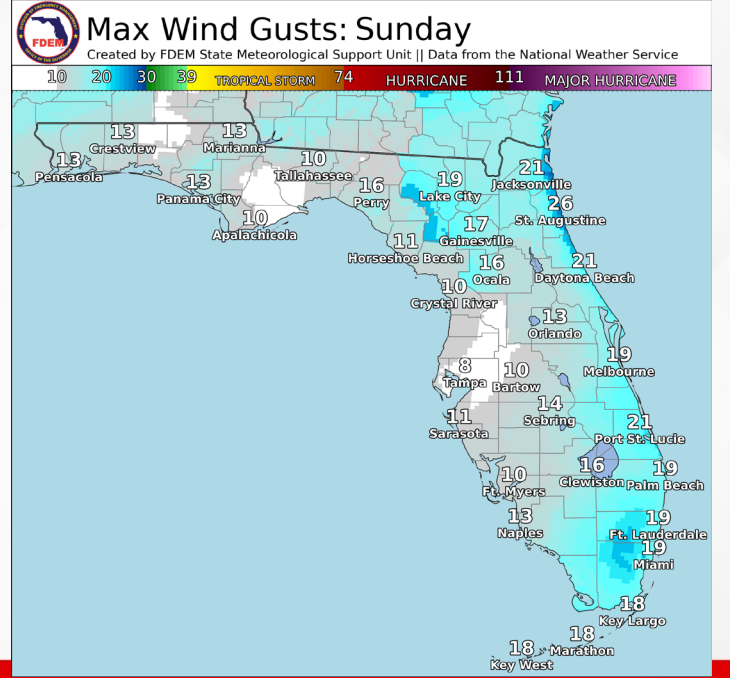 Max Wind Gusts: Sunday
Created by FDEM State Meteorological Support Unit || Data from the National Weather Service
FDEM
10 20 30 39 TROPICAL STORM 74 HURRICANE 111 MAJOR HURRICANE
13
Crestview
13
Marianna
13
Pensacola
10
Tallahassee
13
Panama City
16
Perry
19
Lake City
21
Jacksonville
10
Apalachicola
26
St. Augustine
17
Gainesville
11
Horseshoe Beach
16
Ocala
21
Daytona Beach
10
Crystal River
13
Orlando
8
Tampa
10
Bartow
19
Melbourne
11
Sarasota
14
Sebring
21
Port St. Lucie
10
Ft. Myers
16
Clewiston
19
Palm Beach
13
Naples
19
Ft. Lauderdale
19
Miami
18
Key Largo
18
Marathon
18
Key West